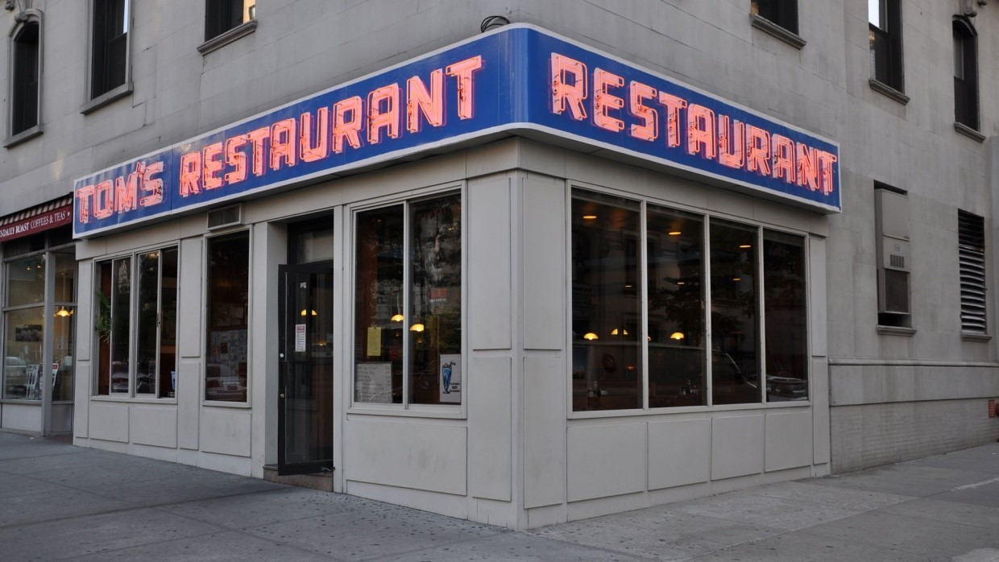 TOM'S RESTAURANT
RESTAURANT
DAILY ROAST COFFEES & TEAS